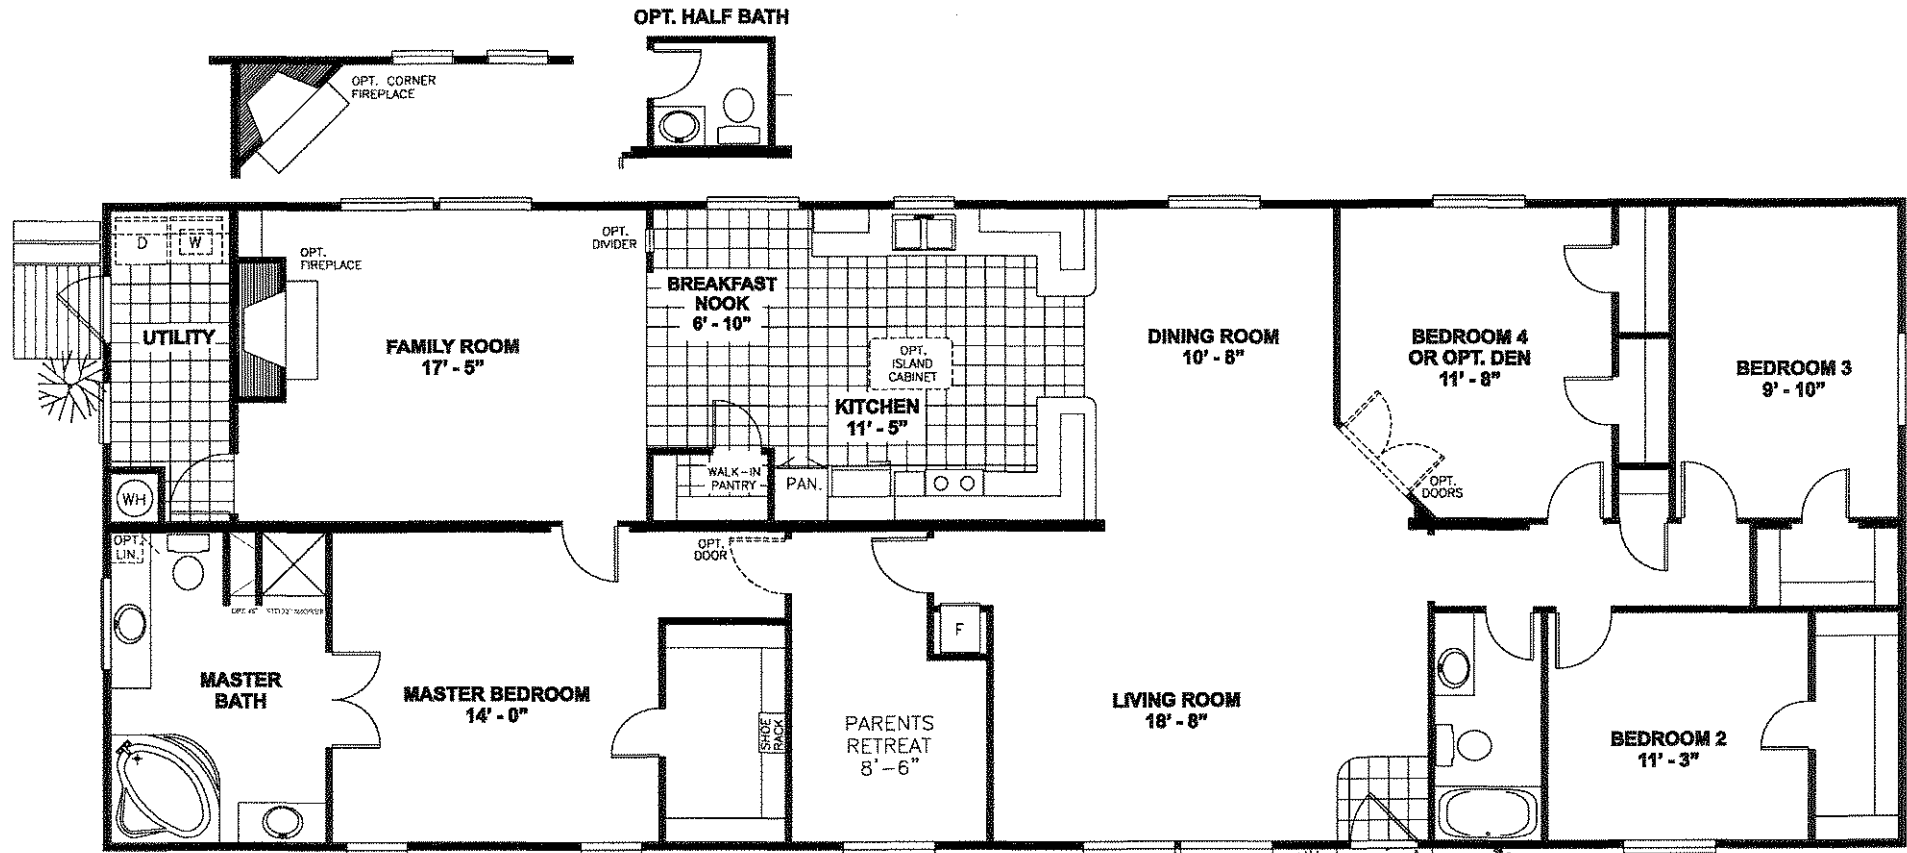 OPT. HALF BATH
OPT. CORNER
FIREPLACE
D
W
OPT.
FIREPLACE
OPT.
DIVIDER
UTILITY
FAMILY ROOM
17' - 5"
BREAKFAST
NOOK
6' - 10"
OPT.
ISLAND
CABINET
KITCHEN
11' - 5"
DINING ROOM
10' - 8"
BEDROOM 4
OR OPT. DEN
11' - 8"
BEDROOM 3
9' - 10"
WH
WALK-IN
PANTRY
PAN.
OPT.
DOORS
OPT.
LIN.
OPT.
DOOR
F
MASTER
BATH
MASTER BEDROOM
14' - 0"
SHOE
RACK
PARENTS
RETREAT
8'-6"
LIVING ROOM
18' - 8"
BEDROOM 2
11' - 3"